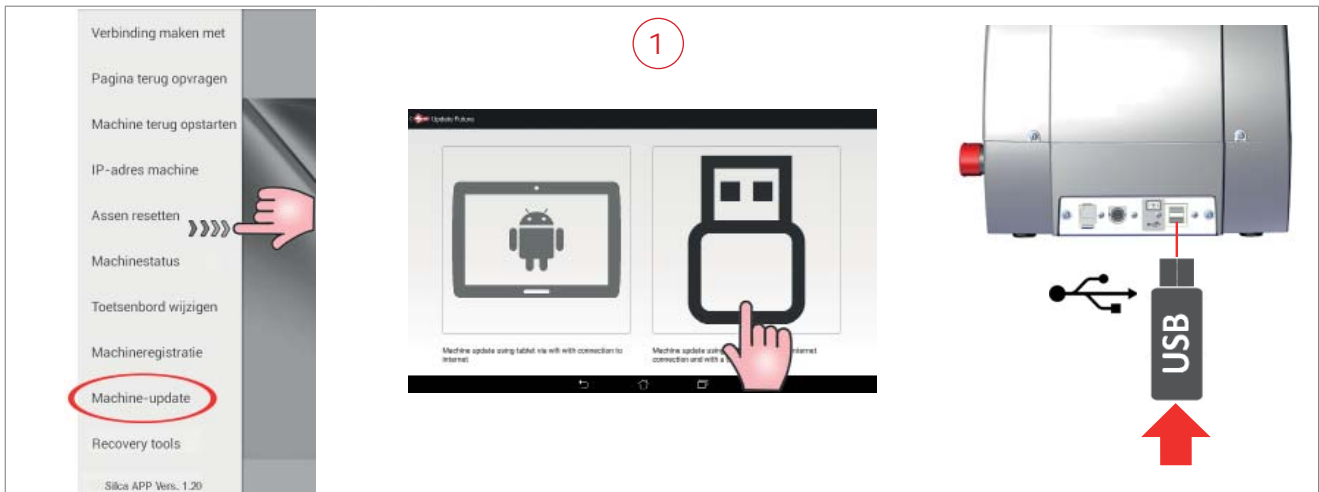 Verbinding maken met
Pagina terug opvragen
Machine terug opstarten
IP-adres machine
Assen resetten
Machinestatus
Toetsenbord wijzigen
Machineregistratie
Machine-update
Recovery tools
Silca APP Vers. 1.20
1
Update Futura
Machine update using tablet via wifi with connection to
internet.
Machine update using internet
connection and with a
USB